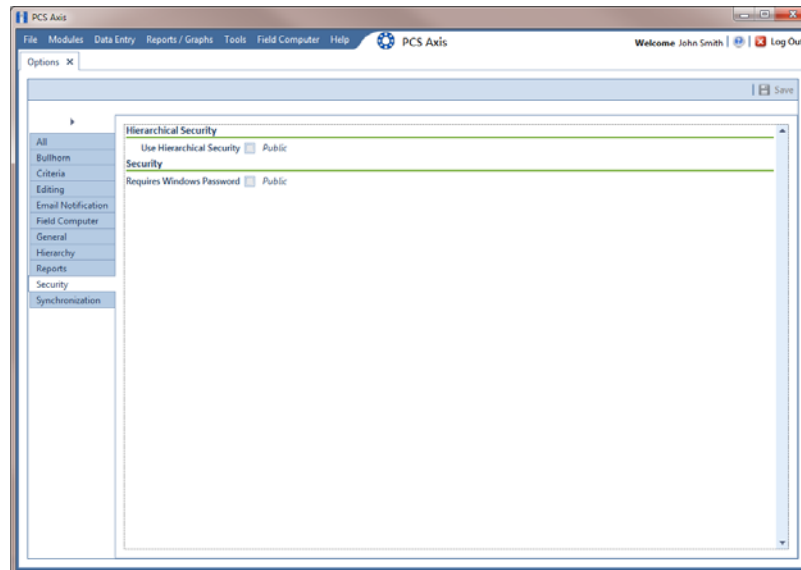 PCS Axis
File Modules Data Entry Reports / Graphs Tools Field Computer Help PCS Axis Welcome John Smith Log Out
Options
Save
All
Bullhorn
Criteria
Editing
Email Notification
Field Computer
General
Hierarchy
Reports
Security
Synchronization
Hierarchical Security
Use Hierarchical Security Public
Security
Requires Windows Password Public